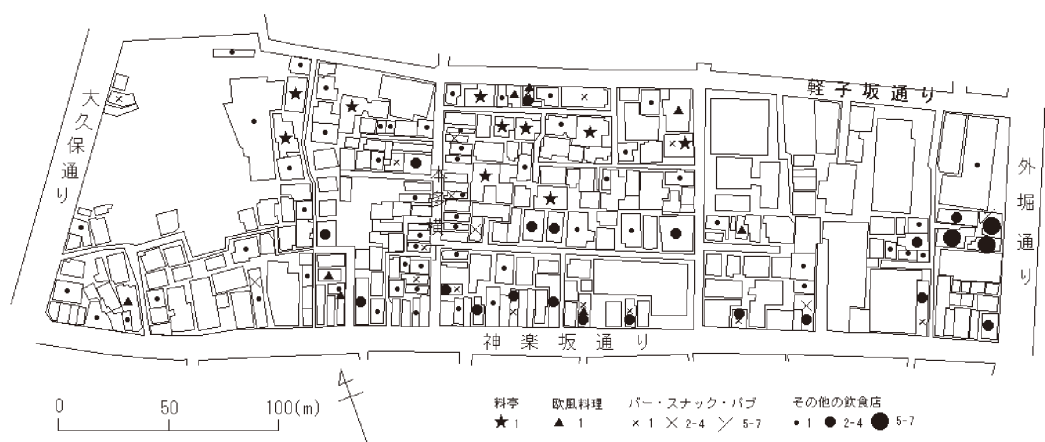 軽子坂通り
大久保通り
本多横
外堀通り
神楽坂通り
0 50 100(m)
4
料亭 欧風料理 バー・スナック・パブ その他の飲食店
★1 ▲1 ×1 ×2-4 ×5-7 •1 ●2-4 ●5-7